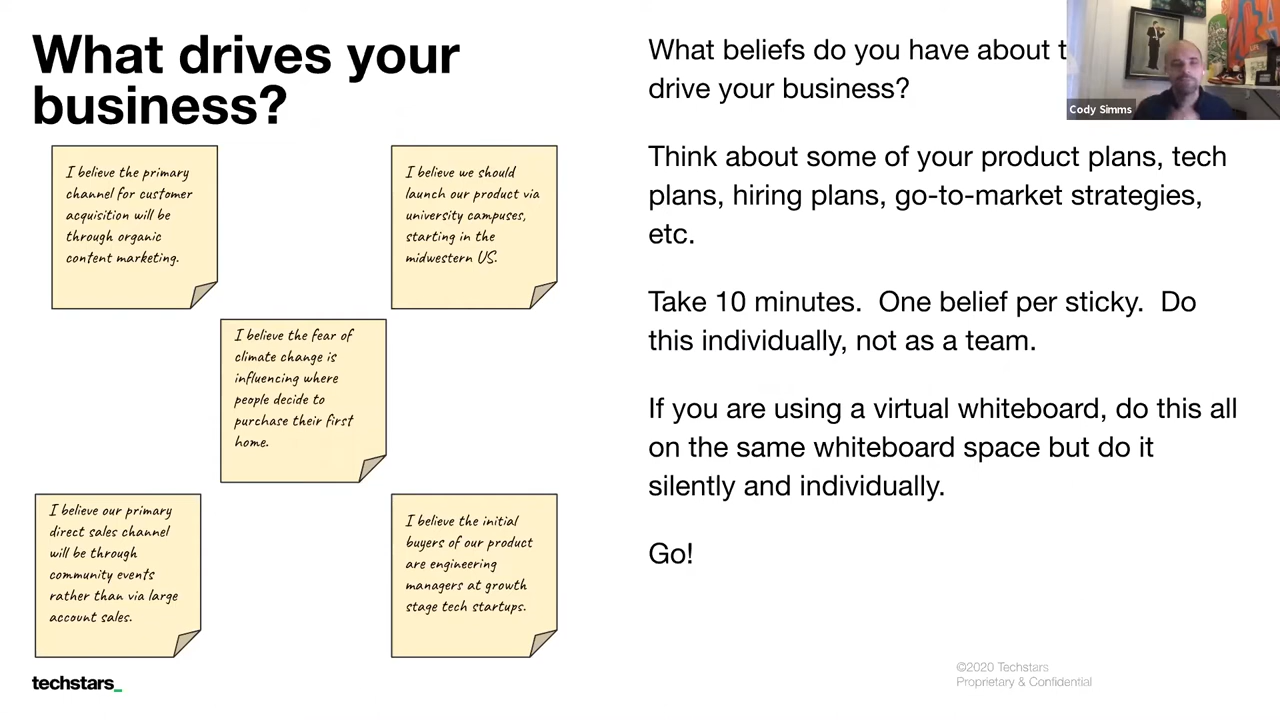 What drives your
business?
I believe the primary
channel for customer
acquisition will be
through organic
content marketing.
I believe we should
launch our product via
university campuses,
starting in the
midwestern US.
I believe the fear of
climate change is
influencing where
people decide to
purchase their first
home.
I believe our primary
direct sales channel
will be through
community events
rather than via large
account sales.
I believe the initial
buyers of our product
are engineering
managers at growth
stage tech startups.
techstars_
What beliefs do you have about
drive your business?
Think about some of your product plans, tech
plans, hiring plans, go-to-market strategies,
etc.
Take 10 minutes. One belief per sticky. Do
this individually, not as a team.
If you are using a virtual whiteboard, do this all
on the same whiteboard space but do it
silently and individually.
Go!
Cody Simms
©2020 Techstars
Proprietary & Confidential